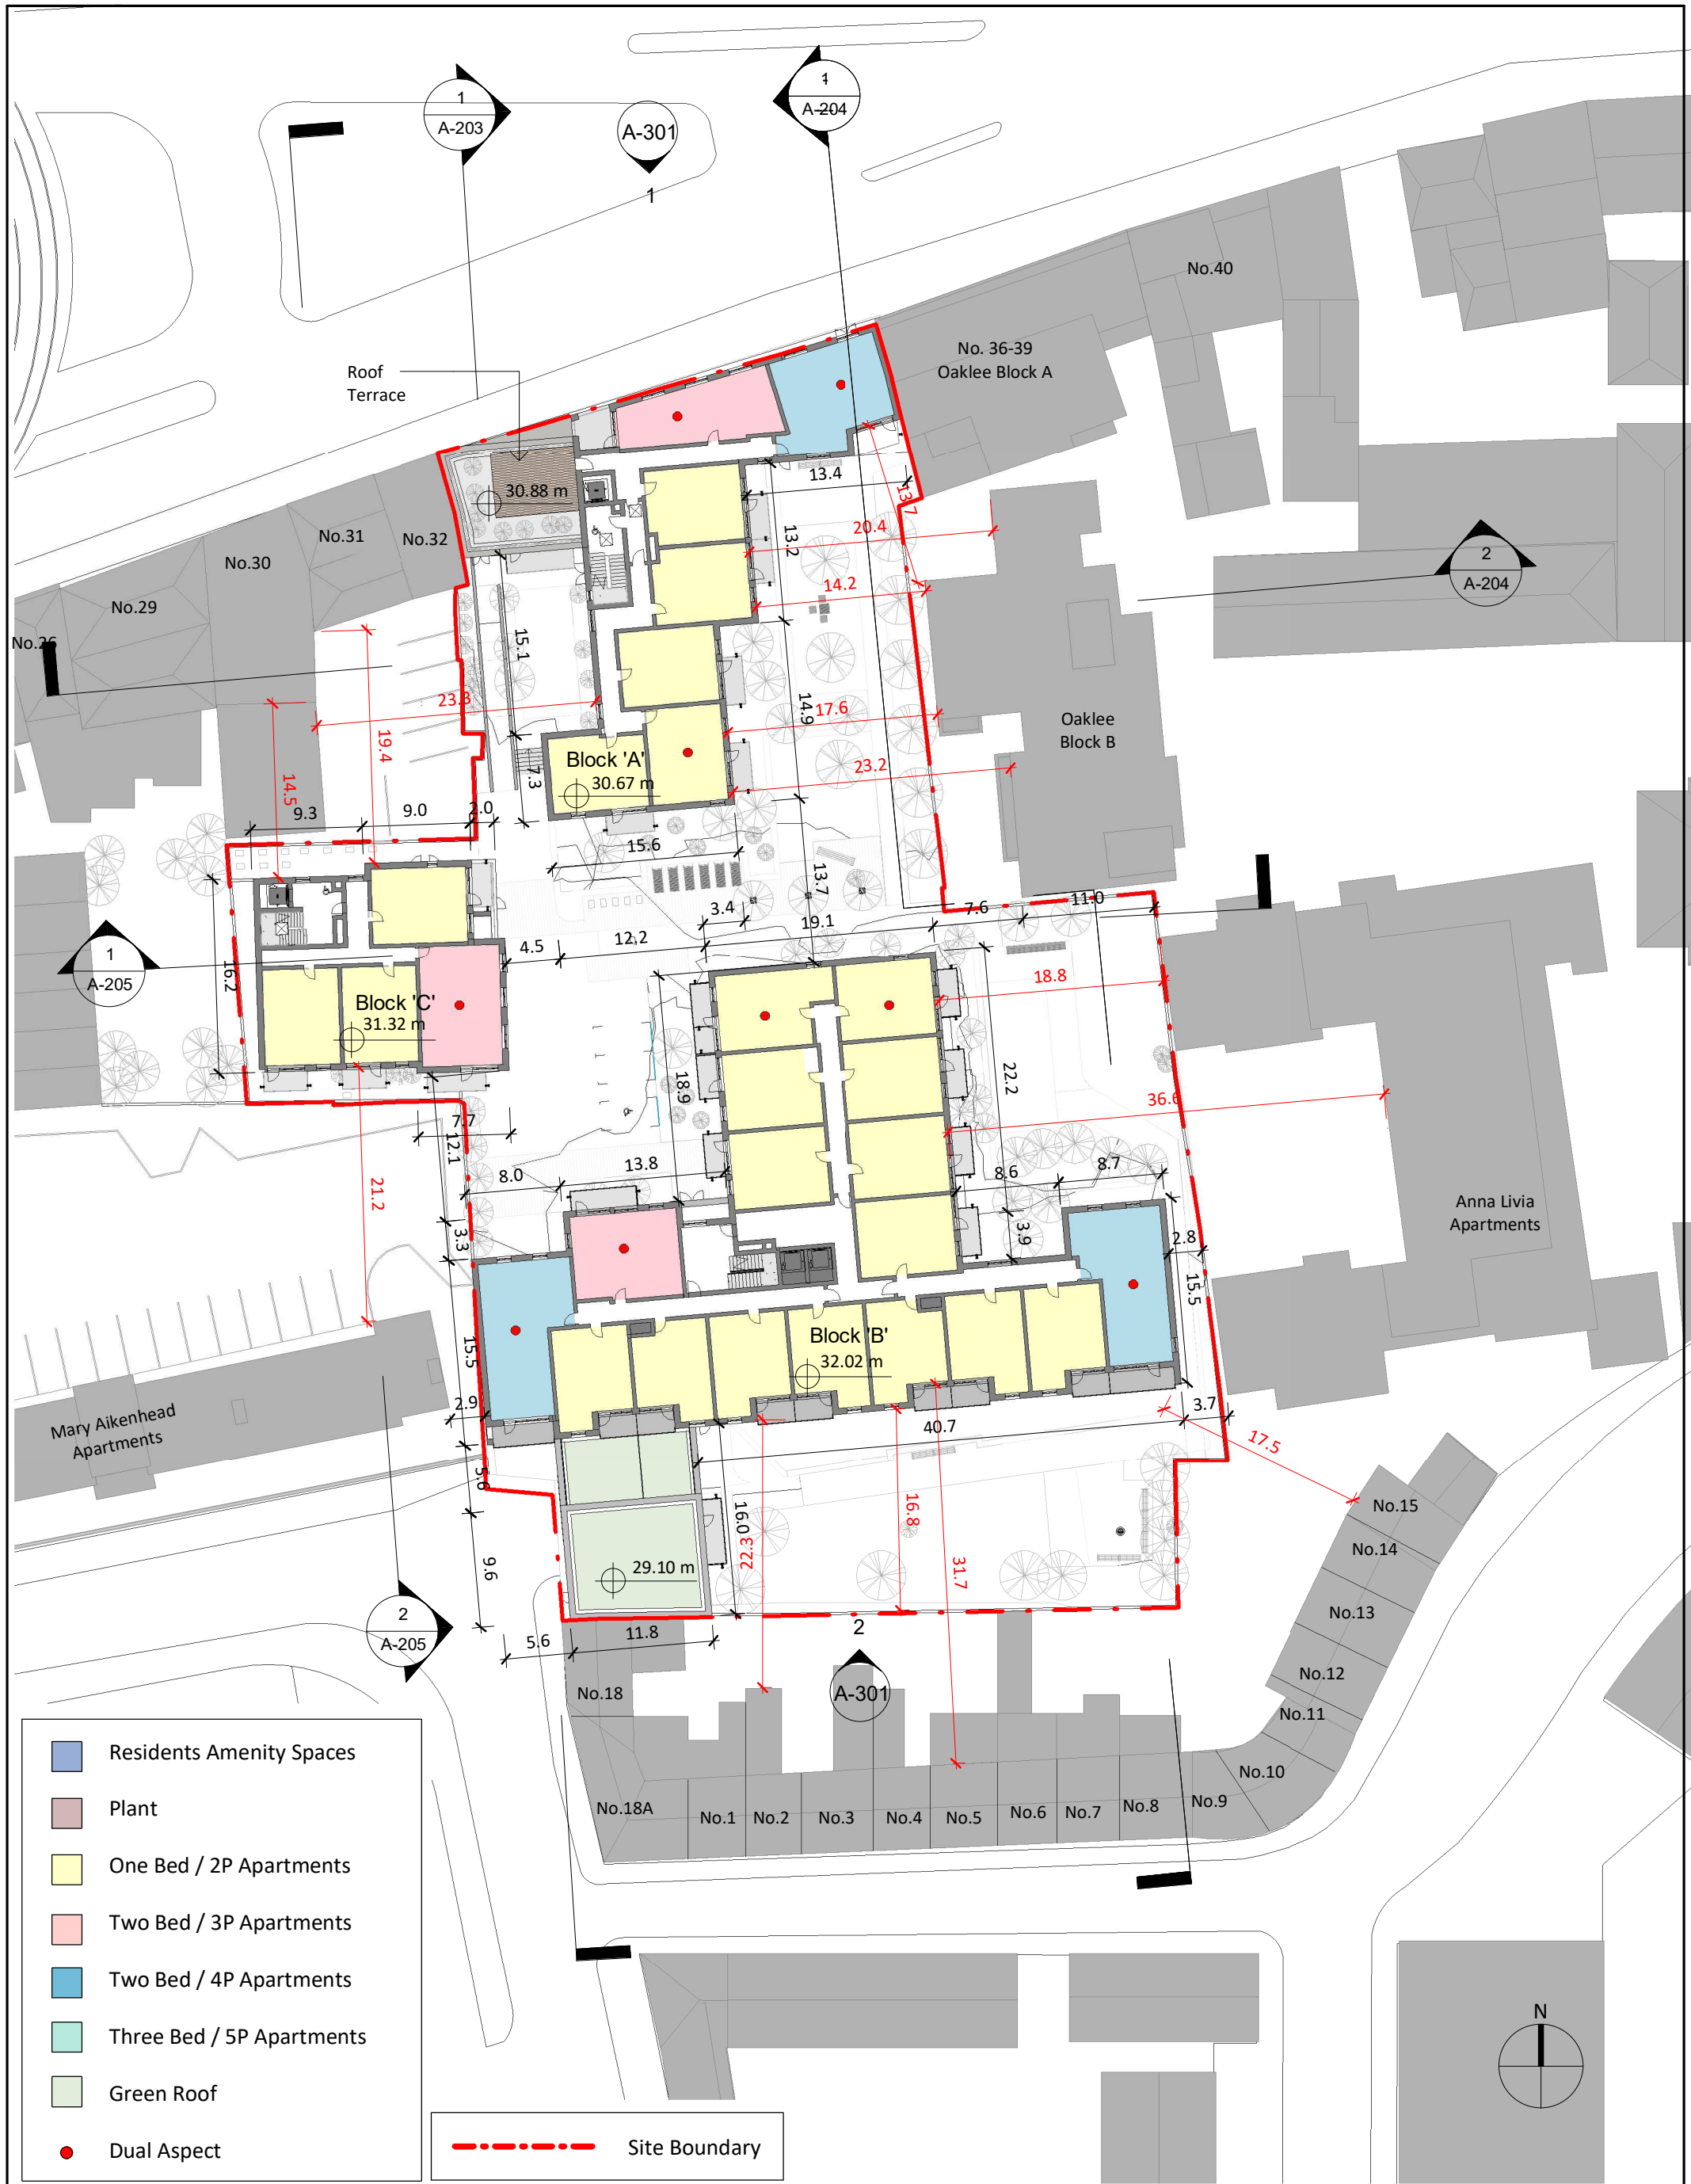 1
A-203
A-301
1
1
A-204
No.40
No. 36-39
Oaklee Block A
Roof
Terrace
30.88 m
13.4
13.7
20.4
2
A-204
No.32
No.31
No.30
No.29
No.26
13.2
14.2
15.1
23.3
14.9
17.6
Oaklee
Block B
19.4
14.5
Block 'A'
30.67 m
7.3
23.2
9.3
9.0
2.0
15.6
13.7
3.4
19.1
7.6
11.0
4.5
12.2
1
A-205
16.2
Block 'C'
31.32 m
18.8
18.9
22.2
36.6
7.7
12.1
21.2
8.0
13.8
8.6
8.7
3.3
3.9
2.8
15.5
Anna Livia
Apartments
Block 'B'
32.02 m
15.5
2.9
Mary Aikenhead
Apartments
40.7
3.7
17.5
5.6
16.0
22.3
16.8
31.7
9.6
29.10 m
No.15
No.14
No.13
No.12
No.11
No.10
2
A-205
5.6
11.8
2
A-301
No.18
No.18A
No.1
No.2
No.3
No.4
No.5
No.6
No.7
No.8
No.9
Residents Amenity Spaces
Plant
One Bed / 2P Apartments
Two Bed / 3P Apartments
Two Bed / 4P Apartments
Three Bed / 5P Apartments
Green Roof
Dual Aspect
Site Boundary
N